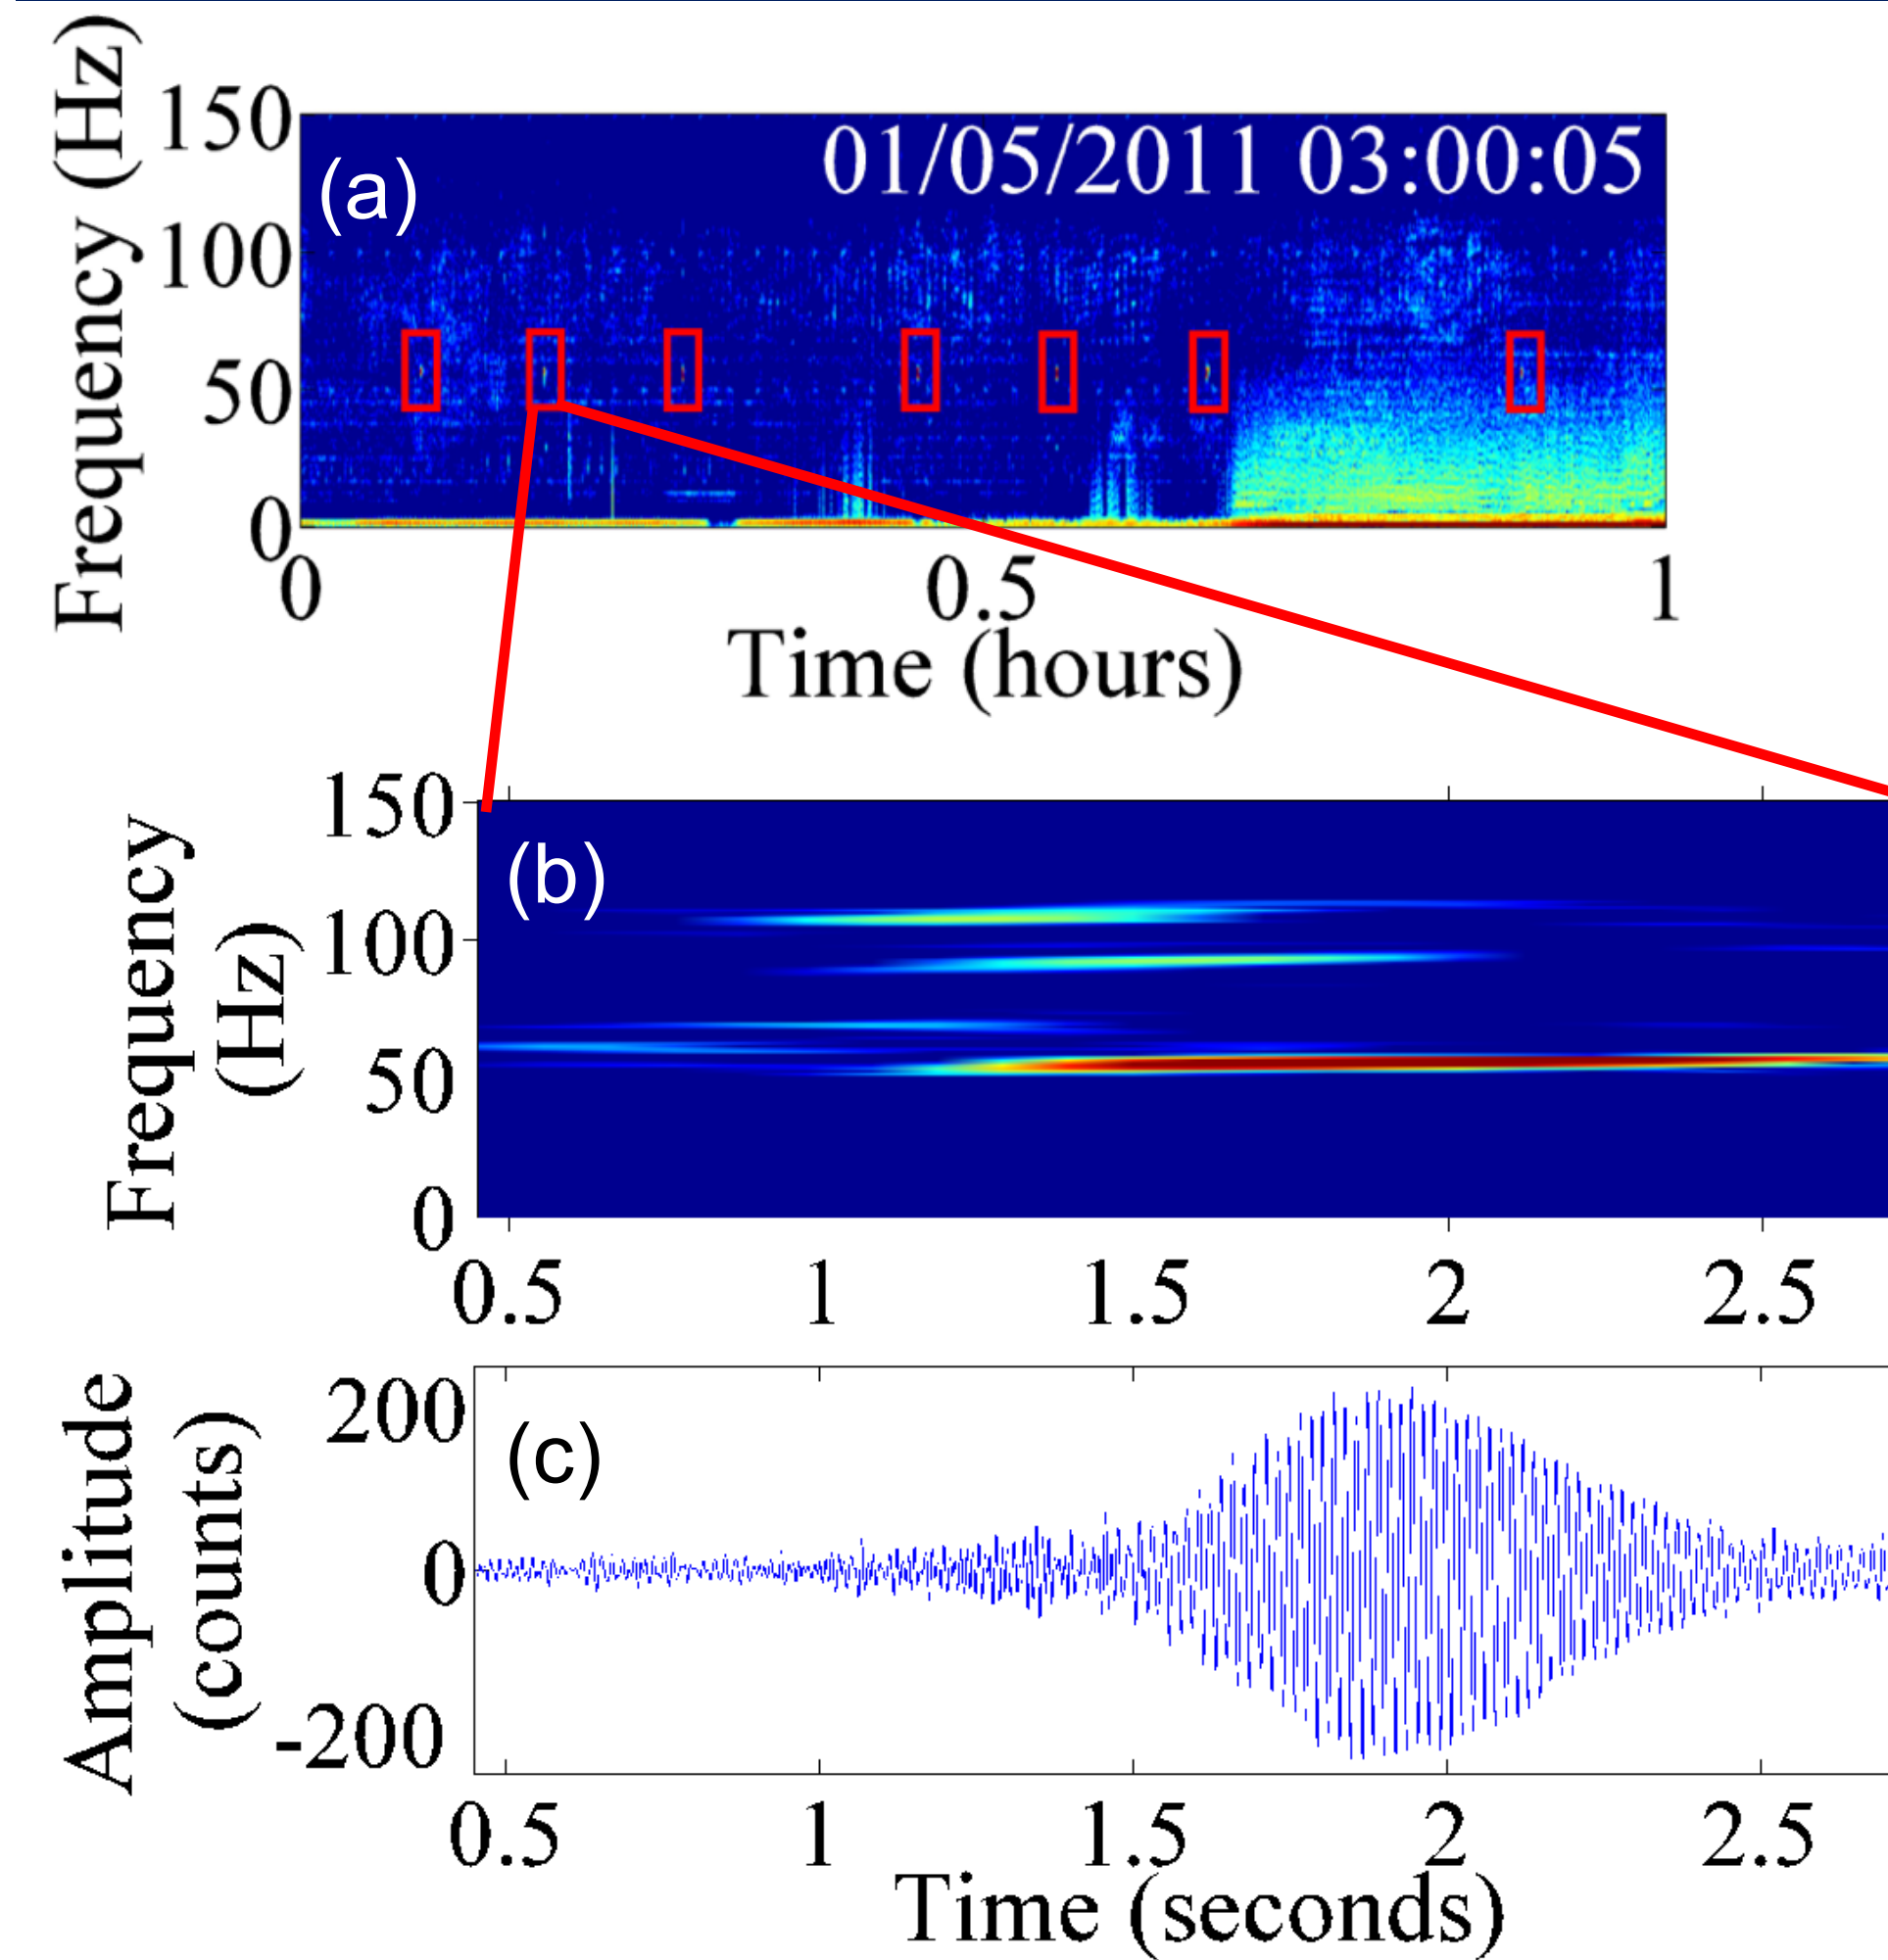 Frequency (Hz)
150
100
50
0
(a)
01/05/2011 03:00:05
0 0.5 1
Time (hours)
Frequency
(Hz)
150
100
50
0
(b)
0.5 1 1.5 2 2.5
Amplitude
(counts)
200
0
-200
(c)
0.5 1 1.5 2 2.5
Time (seconds)